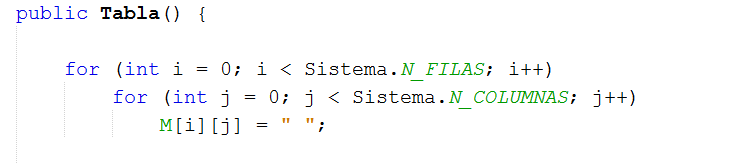 public Tabla() {
for (int i = 0; i < Sistema.N_FILAS; i++)
for (int j = 0; j < Sistema.N_COLUMNAS; j++)
M[i][j] = " ";